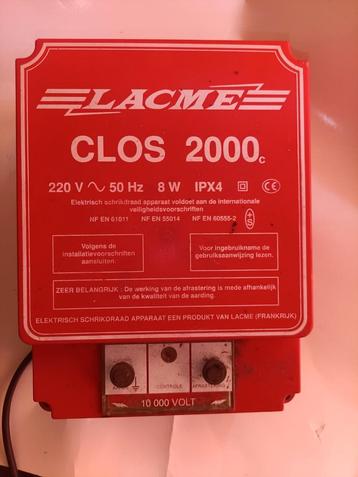 LACME
CLOS 2000c
220 V ~ 50 Hz 8 W IPX4 CE
Elektrisch schrikdraad apparaat voldoet aan de internationale
veiligheidsvoorschriften
NF EN 61011 NF EN 55014 NF EN 60555-2
S
Volgens de
installatievoorschriften
aansluiten.
Voor ingebruikname de
gebruiksaanwijzing lezen.
ZEER BELANGRIJK : De werking van de afrastering is mede afhankelijk
van de kwaliteit van de aarding.
ELEKTRISCH SCHRIKDRAAD APPARAAT EEN PRODUKT VAN LACME (FRANKRIJK)
CONTROLE AFRASTERING
10 000 VOLT